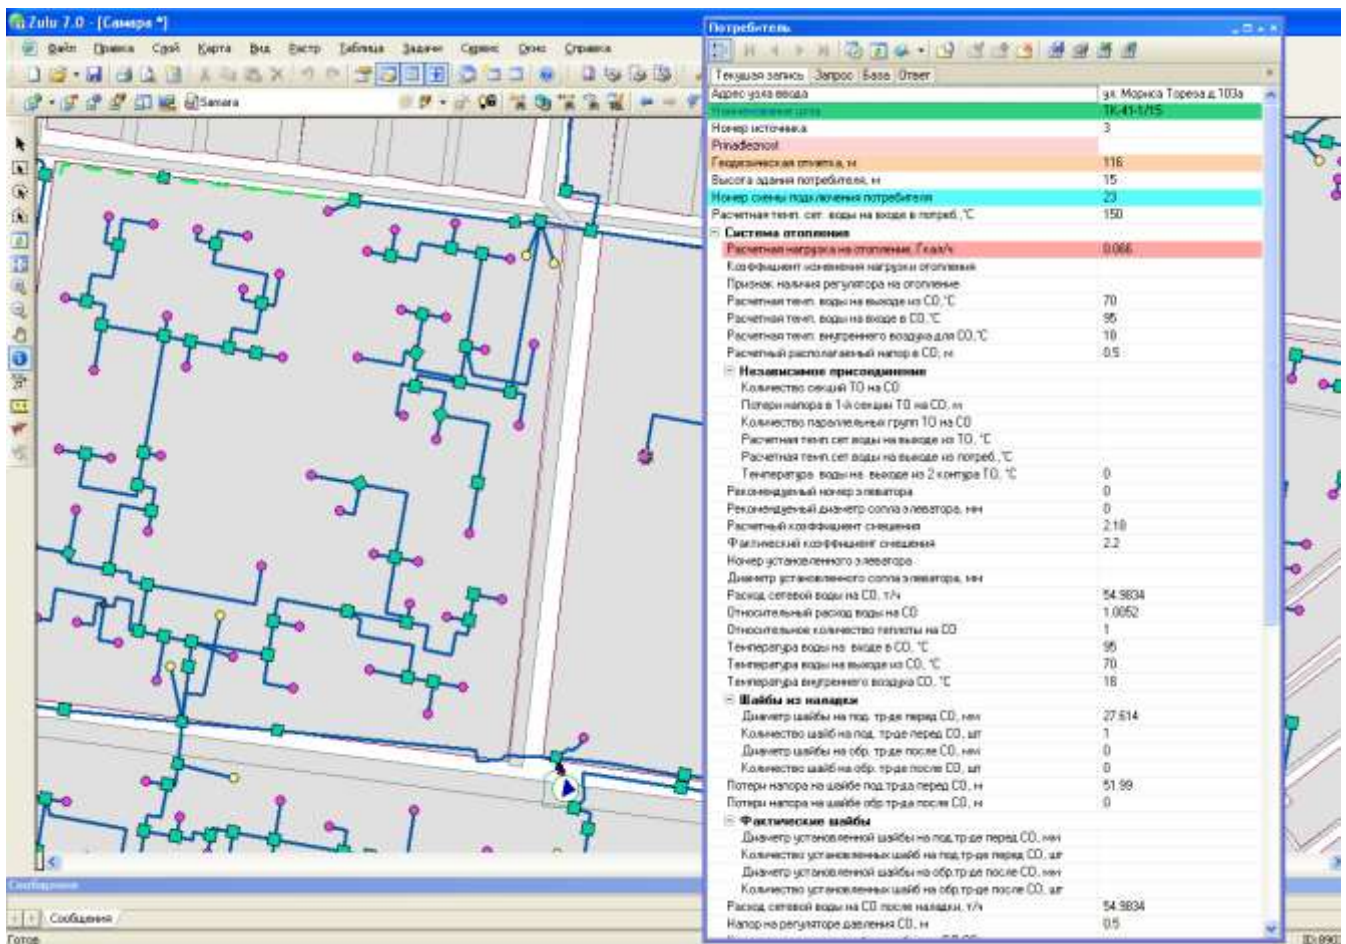 Zulu 7.0 - [Самара *]
Файл Правка Слой Карта Вид Растр Таблица Задачи Сервис Окно Справка
Samara
Потребитель
Текущая запись Запрос База Ответ
Адрес узла ввода ул. Мориса Тореза д.103а
Наименование узла ТК-41-1/15
Номер источника 3
Prinadleznost
Геодезическая отметка, м 116
Высота здания потребителя, м 15
Номер схемы подключения потребителя 23
Расчетная темп. сет. воды на входе в потреб.,°C 150
Система отопления
Расчетная нагрузка на отопление, Гкал/ч
Коэффициент изменения нагрузки отопления
Признак наличия регулятора на отопление
Расчетная темп. воды на выходе из СО,°C 70
Расчетная темп. воды на входе в СО,°C 95
Расчетная темп. внутреннего воздуха для СО,°C 18
Расчетный располагаемый напор в СО, м 0.5
Независимое присоединение
Количество секций ТО на СО
Потери напора в 1-й секции ТО на СО, м
Количество параллельных групп ТО на СО
Расчетная темп.сет.воды на выходе из ТО, °C
Расчетная темп.сет.воды на выходе из потреб.,°C
Температура воды на выходе из 2 контура ТО, °C 0
Рекомендуемый номер элеватора 0
Рекомендуемый диаметр сопла элеватора, мм 0
Расчетный коэффициент смешения 2.18
Фактический коэффициент смешения 2.2
Номер установленного элеватора
Диаметр установленного сопла элеватора, мм
Расход сетевой воды на СО, т/ч 54.9834
Относительный расход воды на СО 1.0052
Относительное количество теплоты на СО 1
Температура воды на входе в СО, °C 95
Температура воды на выходе из СО, °C 70
Температура внутреннего воздуха СО, °C 18
Шайбы из наладки
Диаметр шайбы на под. тр-де перед СО, мм 27.614
Количество шайб на под. тр-де перед СО, шт 1
Диаметр шайбы на обр. тр-де после СО, мм 0
Количество шайб на обр. тр-де после СО, шт 0
Потери напора на шайбе под.тр-да перед СО, м 51.99
Потери напора на шайбе обр.тр-да после СО, м 0
Фактические шайбы
Диаметр установленной шайбы на под.тр-де перед СО, мм
Количество установленных шайб на под.тр-де перед СО, шт
Диаметр установленной шайбы на обр.тр-де после СО, мм
Количество установленных шайб на обр.тр-де после СО, шт
Расход сетевой воды на СО после наладки, т/ч 54.9834
Напор на регуляторе давления СО, м 0.5
Сообщения
Сообщения
Готов